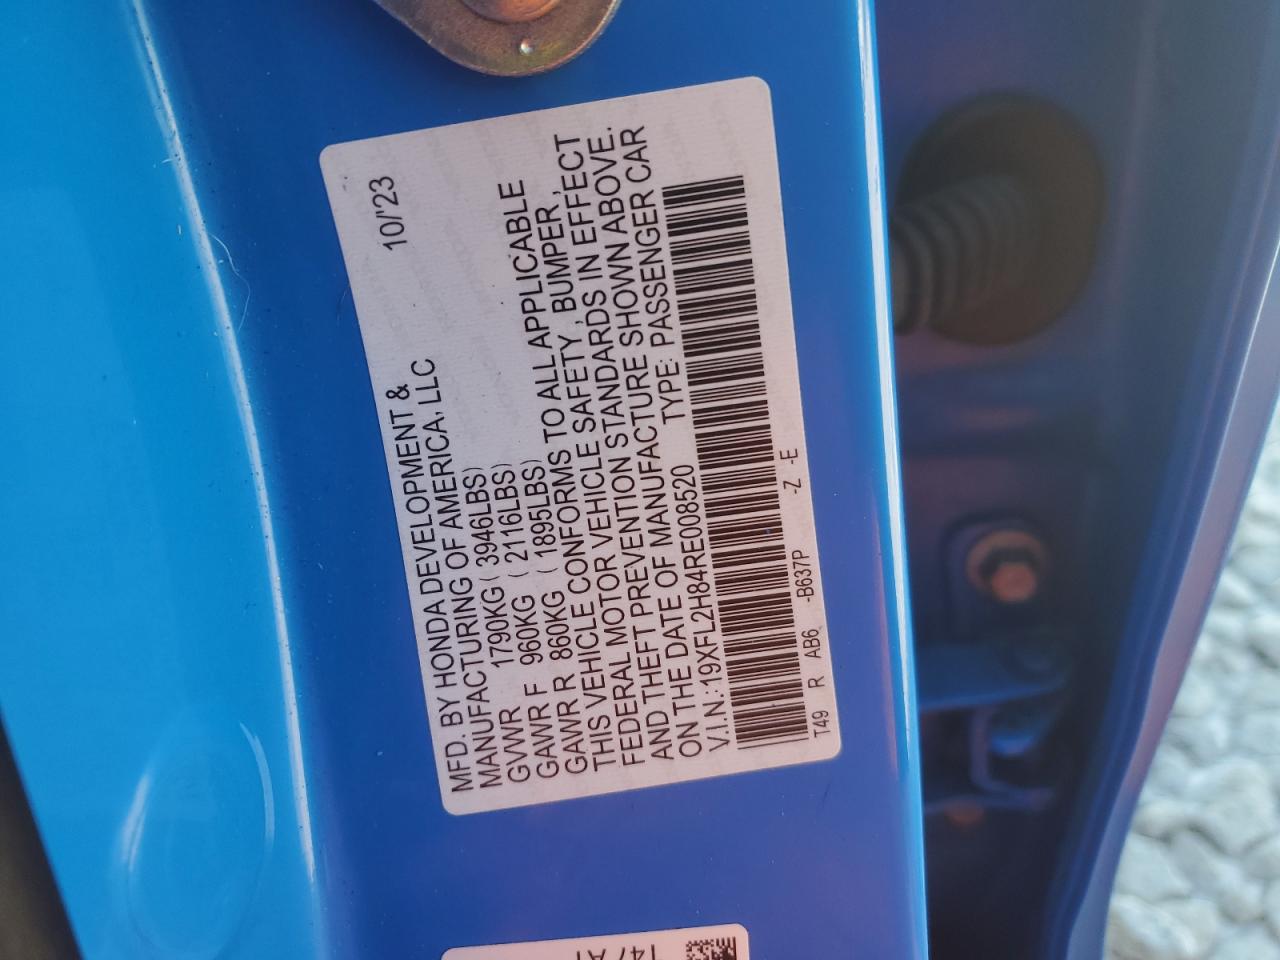 MFD. BY HONDA DEVELOPMENT & 10/'23
MANUFACTURING OF AMERICA, LLC
GVWR 1790KG ( 3946LBS)
GAWR F 960KG ( 2116LBS)
GAWR R 860KG ( 1895LBS)
THIS VEHICLE CONFORMS TO ALL APPLICABLE
FEDERAL MOTOR VEHICLE SAFETY, BUMPER,
AND THEFT PREVENTION STANDARDS IN EFFECT
ON THE DATE OF MANUFACTURE SHOWN ABOVE.
V.I.N.:19XFL2H84RE008520 TYPE: PASSENGER CAR
T49 R AB6 -B637P -Z -E